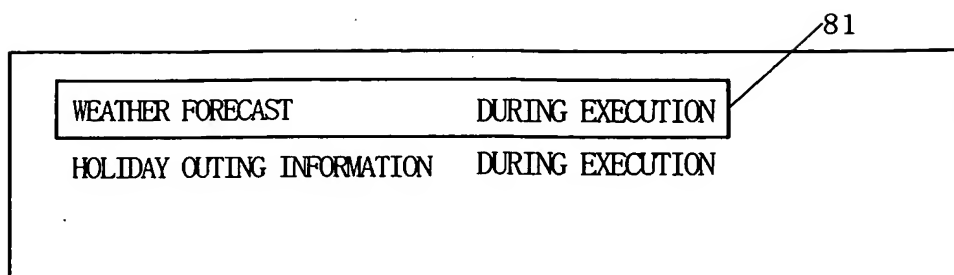 81
WEATHER FORECAST DURING EXECUTION
HOLIDAY OUTING INFORMATION DURING EXECUTION